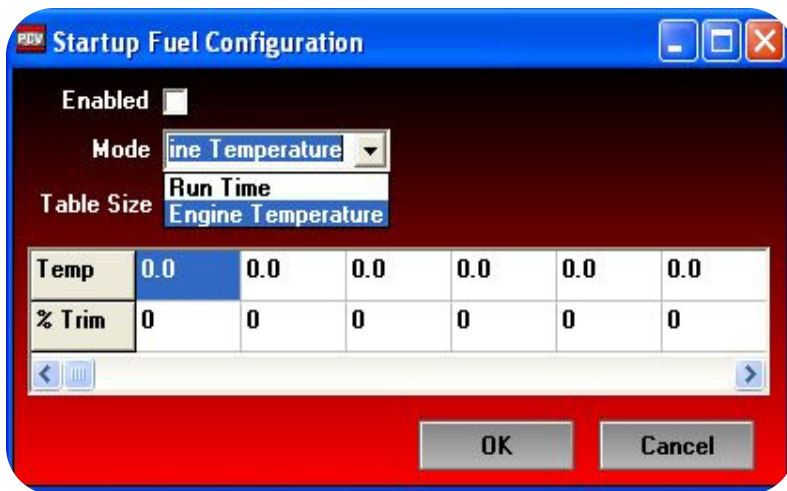 PCV Startup Fuel Configuration
Enabled
Mode ine Temperature
Run Time
Table Size Engine Temperature
Temp 0.0 0.0 0.0 0.0 0.0 0.0
% Trim 0 0 0 0 0 0
OK Cancel